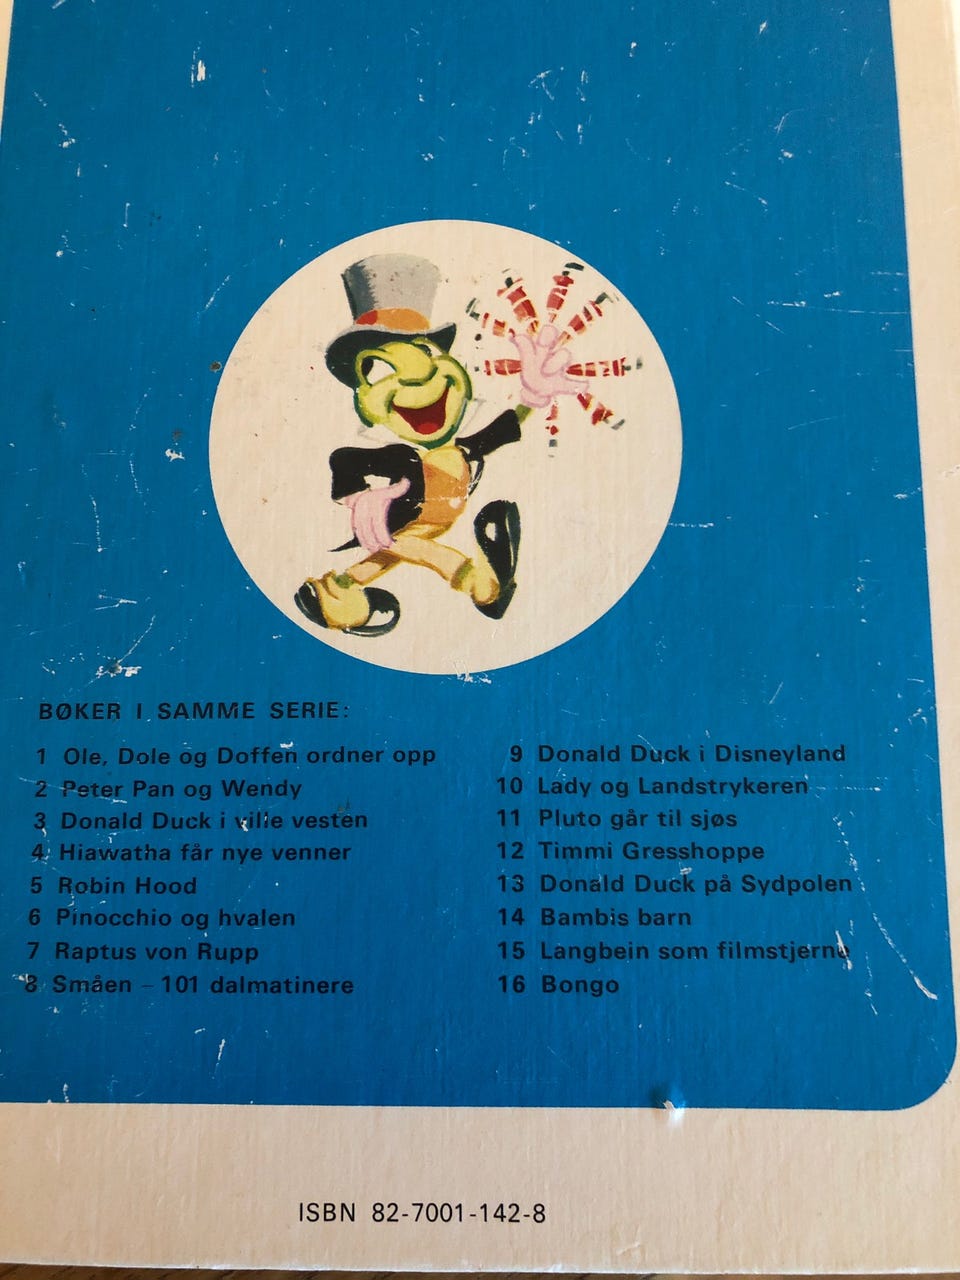 BØKER I SAMME SERIE:
1 Ole, Dole og Doffen ordner opp
2 Peter Pan og Wendy
3 Donald Duck i ville vesten
4 Hiawatha får nye venner
5 Robin Hood
6 Pinocchio og hvalen
7 Raptus von Rupp
8 Småen – 101 dalmatinere
9 Donald Duck i Disneyland
10 Lady og Landstrykeren
11 Pluto går til sjøs
12 Timmi Gresshoppe
13 Donald Duck på Sydpolen
14 Bambis barn
15 Langbein som filmstjerne
16 Bongo
ISBN 82-7001-142-8